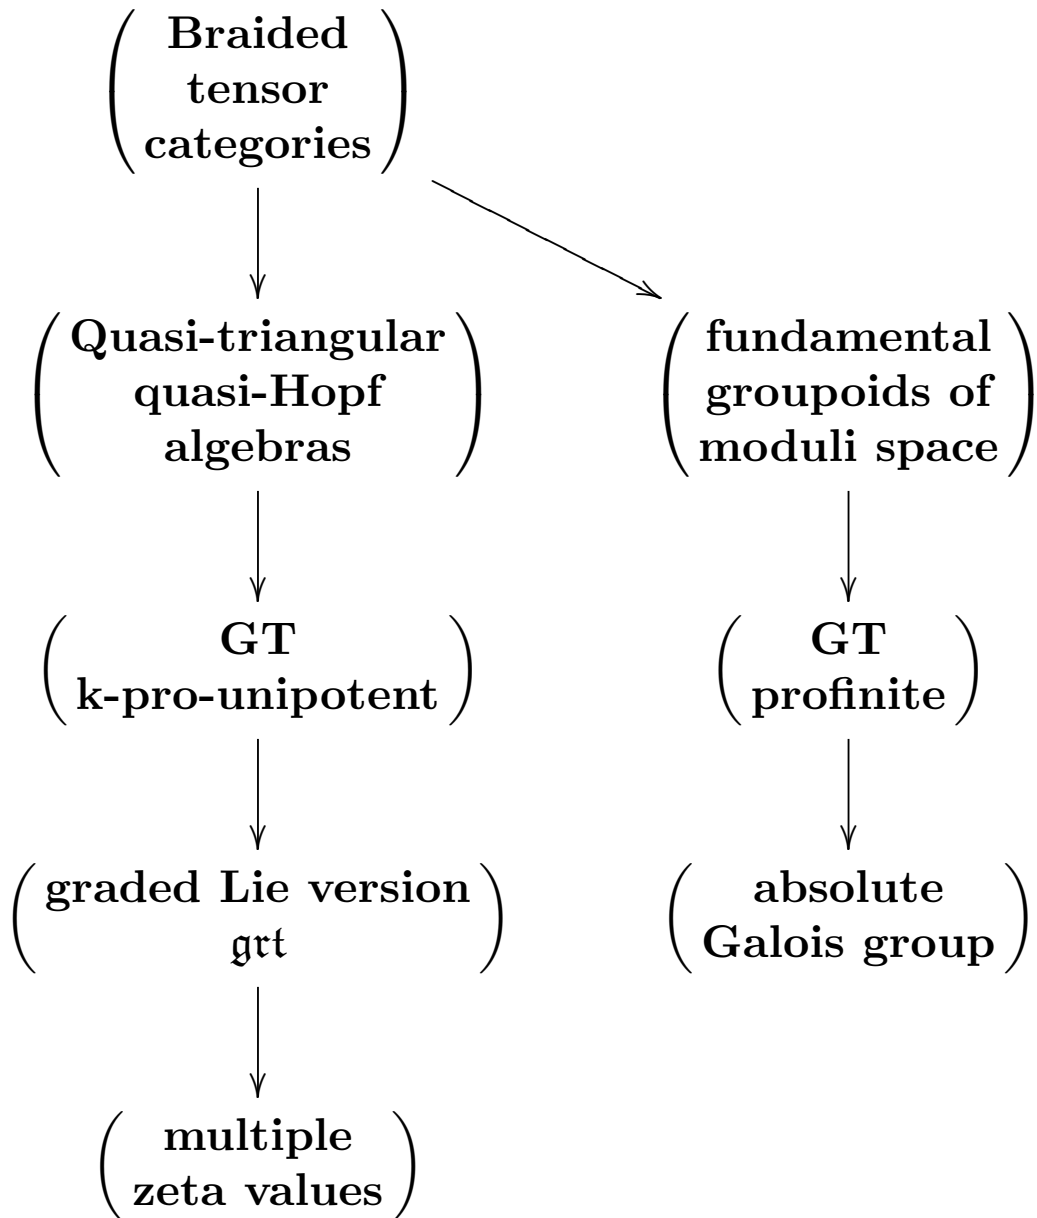 Braided
tensor
categories
Quasi-triangular
quasi-Hopf
algebras
fundamental
groupoids of
moduli space
GT
k-pro-unipotent
GT
profinite
graded Lie version
𝔤𝔯𝔱
absolute
Galois group
multiple
zeta values